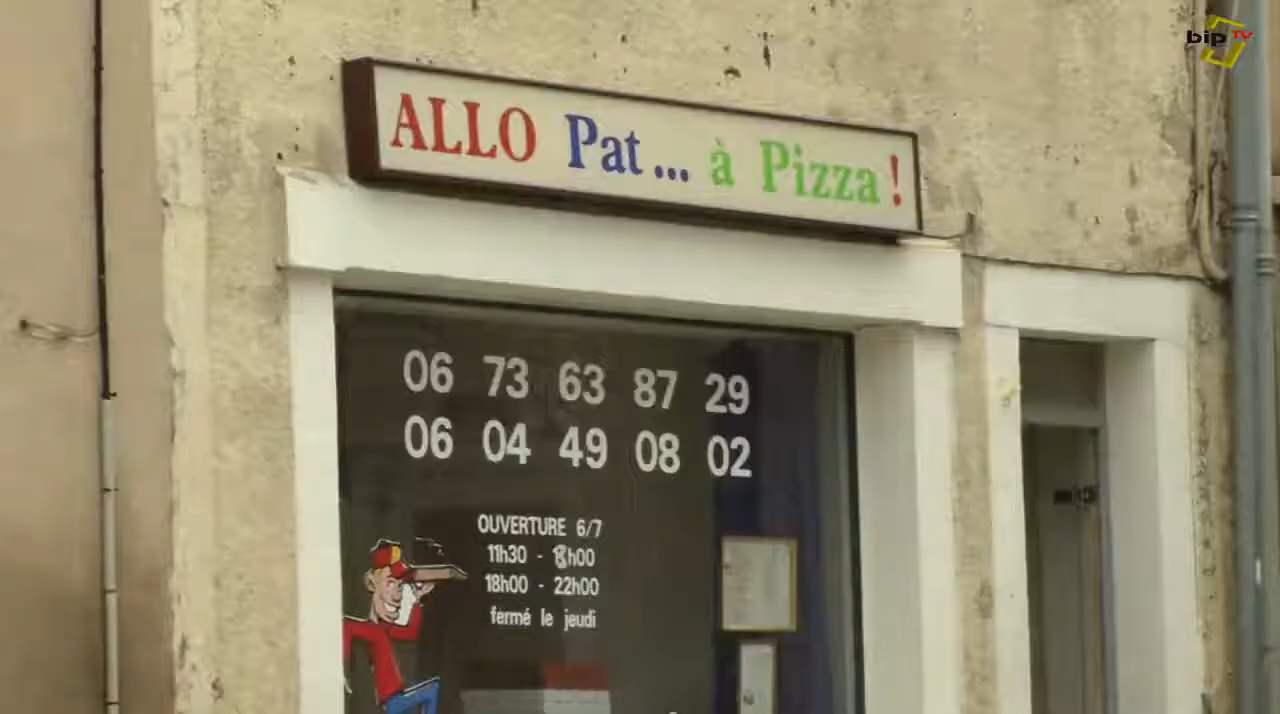 bip TV
ALLO Pat... à Pizza !
06 73 63 87 29
06 04 49 08 02
OUVERTURE 6/7
11h30 -
18h00 - 22h00
fermé le jeudi